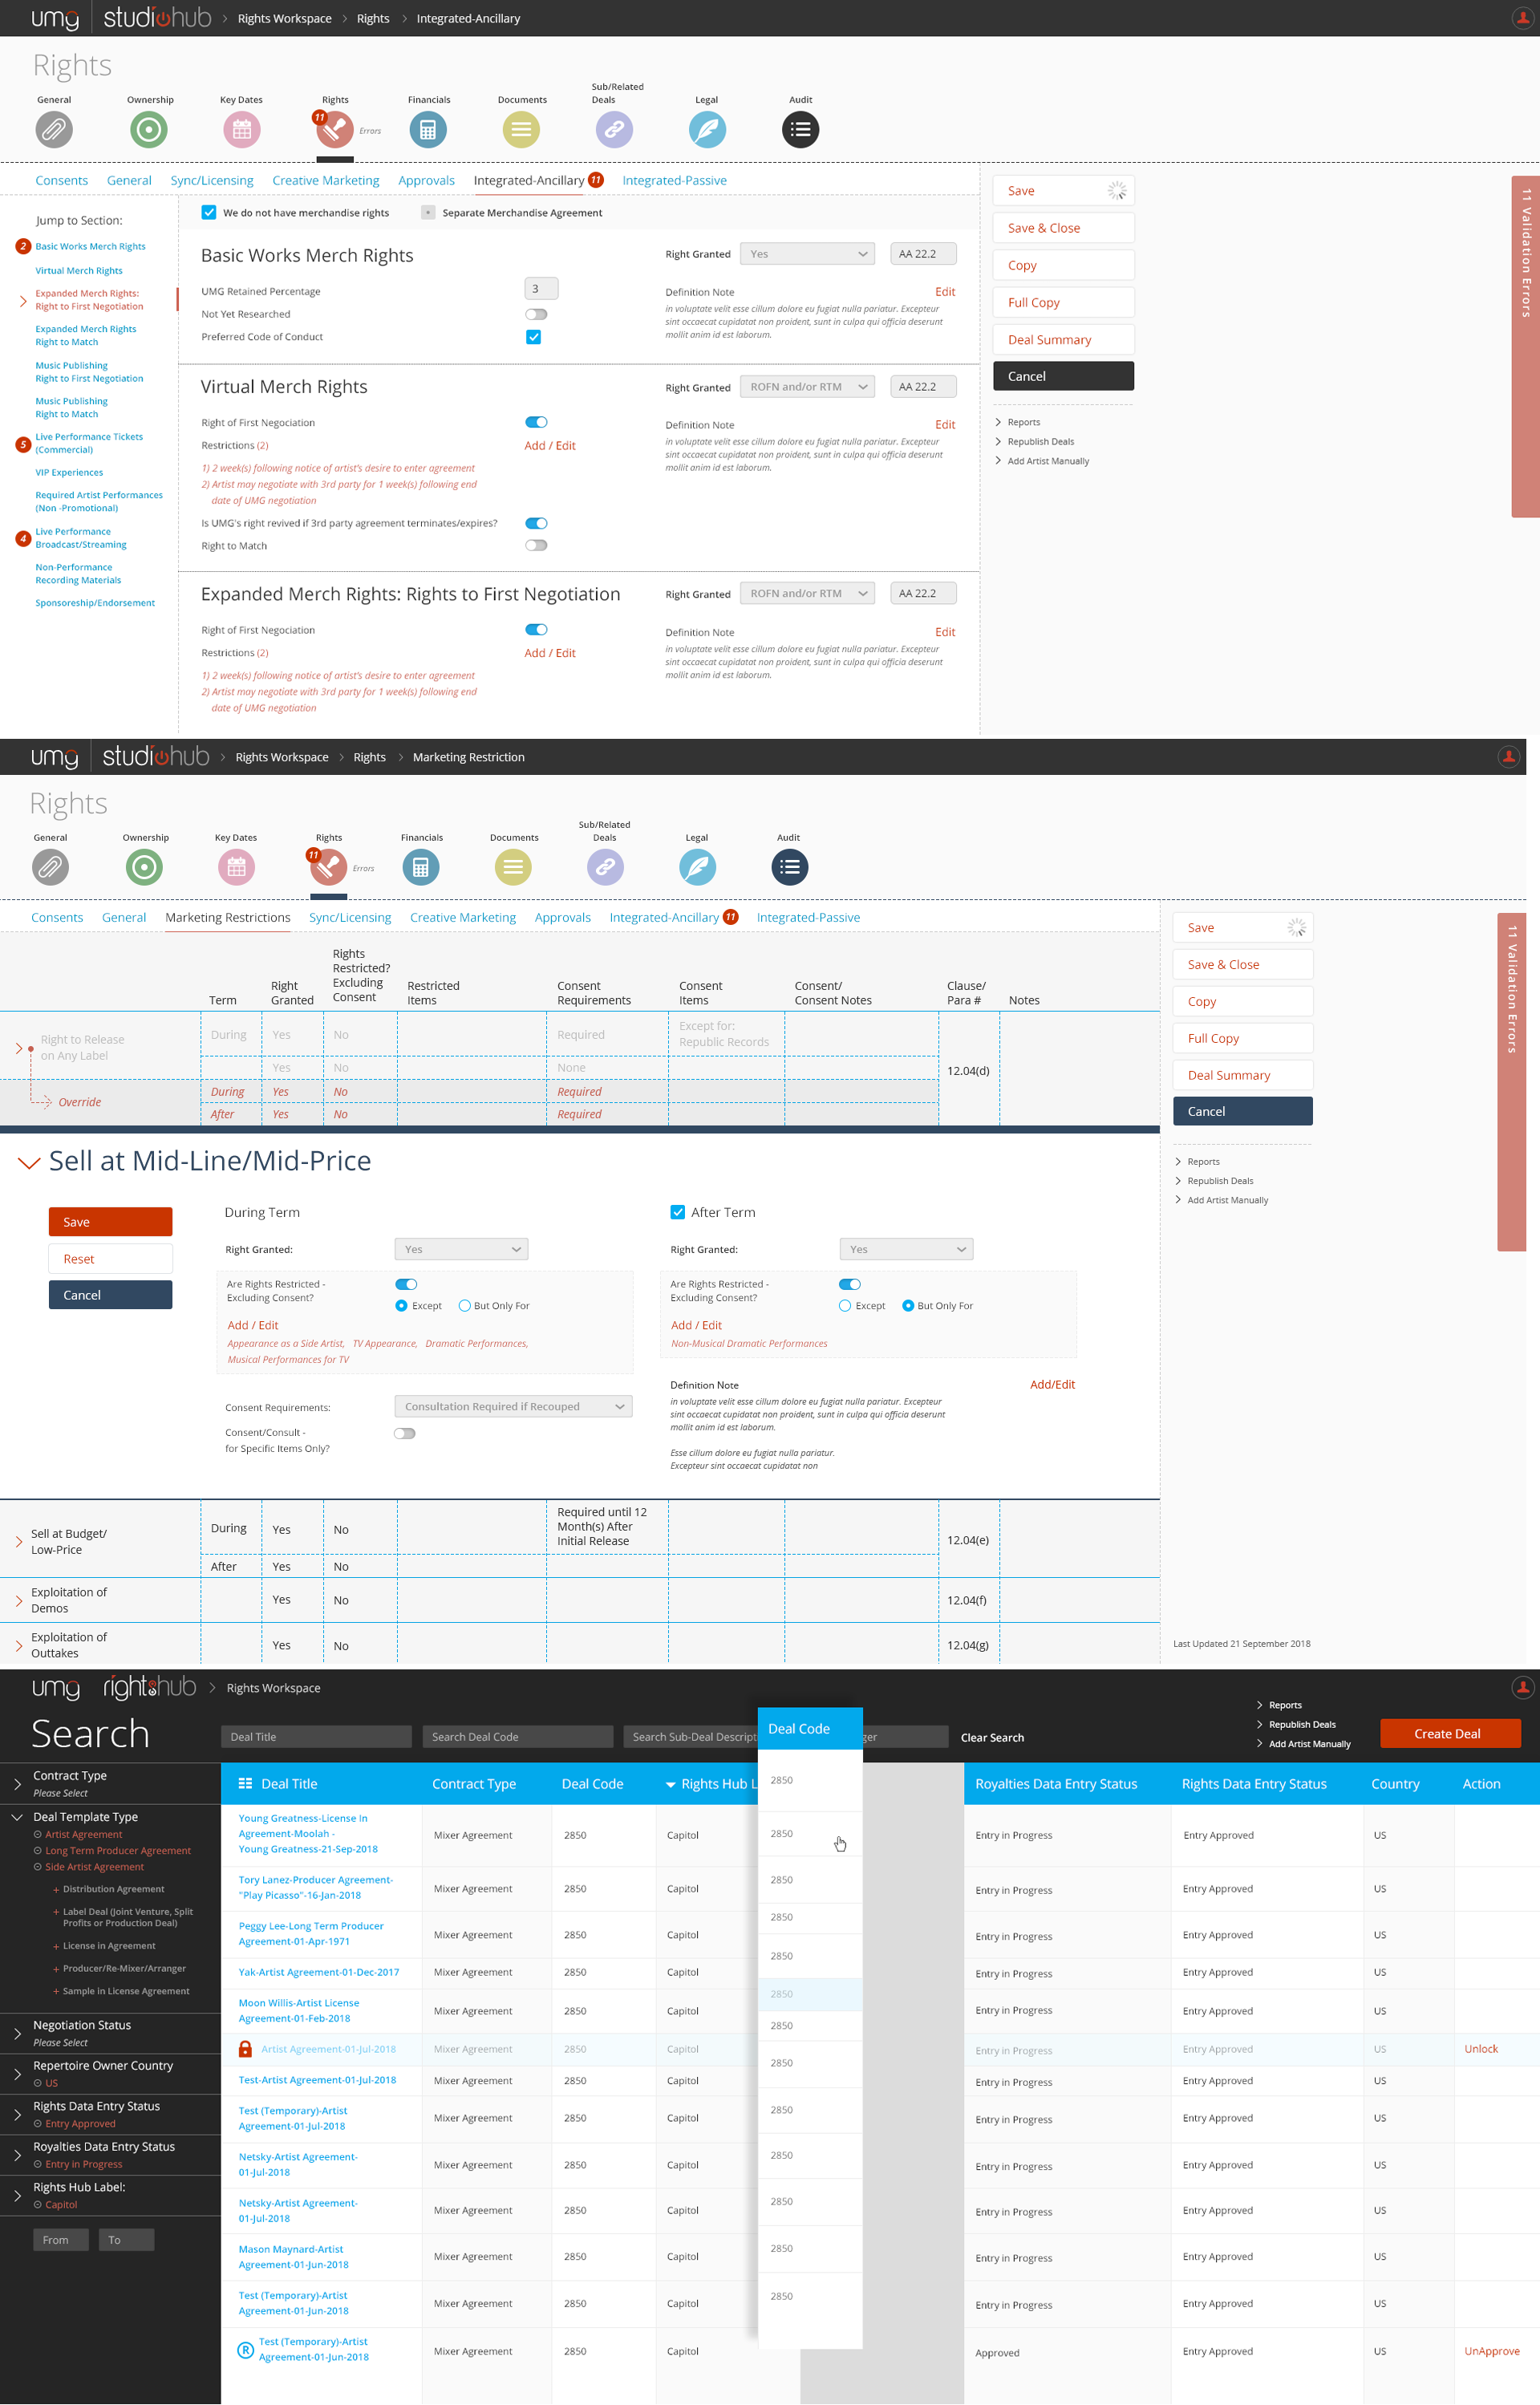 umg studiohub Rights Workspace Rights Integrated-Ancillary
Rights
General Ownership Key Dates Rights Financials Documents Sub/Related Deals Legal Audit
11 Errors
Consents General Sync/Licensing Creative Marketing Approvals Integrated-Ancillary 11 Integrated-Passive
Jump to Section:
2 Basic Works Merch Rights
Virtual Merch Rights
Expanded Merch Rights:
Right to First Negotiation
Expanded Merch Rights
Right to Match
Music Publishing
Right to First Negotiation
Music Publishing
Right to Match
5 Live Performance Tickets
(Commercial)
VIP Experiences
Required Artist Performances
(Non -Promotional)
4 Live Performance
Broadcast/Streaming
Non-Performance
Recording Materials
Sponsoreship/Endorsement
We do not have merchandise rights Separate Merchandise Agreement
Basic Works Merch Rights
UMG Retained Percentage 3
Not Yet Researched
Preferred Code of Conduct
Right Granted Yes AA 22.2
Definition Note Edit
in voluptate velit esse cillum dolore eu fugiat nulla pariatur. Excepteur
sint occaecat cupidatat non proident, sunt in culpa qui officia deserunt
mollit anim id est laborum.
Virtual Merch Rights
Right of First Negociation
Restrictions (2) Add / Edit
1) 2 week(s) following notice of artist's desire to enter agreement
2) Artist may negotiate with 3rd party for 1 week(s) following end
date of UMG negotiation
Is UMG's right revived if 3rd party agreement terminates/expires?
Right to Match
Right Granted ROFN and/or RTM AA 22.2
Definition Note Edit
in voluptate velit esse cillum dolore eu fugiat nulla pariatur. Excepteur
sint occaecat cupidatat non proident, sunt in culpa qui officia deserunt
mollit anim id est laborum.
Expanded Merch Rights: Rights to First Negotiation
Right of First Negociation
Restrictions (2) Add / Edit
1) 2 week(s) following notice of artist's desire to enter agreement
2) Artist may negotiate with 3rd party for 1 week(s) following end
date of UMG negotiation
Right Granted ROFN and/or RTM AA 22.2
Definition Note Edit
in voluptate velit esse cillum dolore eu fugiat nulla pariatur. Excepteur
sint occaecat cupidatat non proident, sunt in culpa qui officia deserunt
mollit anim id est laborum.
Save
Save & Close
Copy
Full Copy
Deal Summary
Cancel
Reports
Republish Deals
Add Artist Manually
11 Validation Errors
umg studiohub Rights Workspace Rights Marketing Restriction
Rights
General Ownership Key Dates Rights Financials Documents Sub/Related Deals Legal Audit
11 Errors
Consents General Marketing Restrictions Sync/Licensing Creative Marketing Approvals Integrated-Ancillary 11 Integrated-Passive
Term
Right
Granted
Rights
Restricted?
Excluding
Consent
Restricted
Items
Consent
Requirements
Consent
Items
Consent/
Consent Notes
Clause/
Para #
Notes
Right to Release
on Any Label
During Yes No Required
Except for:
Republic Records
Yes No None
12.04(d)
Override
During Yes No Required
After Yes No Required
Sell at Mid-Line/Mid-Price
Save
Reset
Cancel
During Term
Right Granted: Yes
Are Rights Restricted -
Excluding Consent?
Except But Only For
Add / Edit
Appearance as a Side Artist, TV Appearance, Dramatic Performances,
Musical Performances for TV
Consent Requirements: Consultation Required if Recouped
Consent/Consult -
for Specific Items Only?
After Term
Right Granted: Yes
Are Rights Restricted -
Excluding Consent?
Except But Only For
Add / Edit
Non-Musical Dramatic Performances
Definition Note Add/Edit
in voluptate velit esse cillum dolore eu fugiat nulla pariatur. Excepteur
sint occaecat cupidatat non proident, sunt in culpa qui officia deserunt
mollit anim id est laborum.
Esse cillum dolore eu fugiat nulla pariatur.
Excepteur sint occaecat cupidatat non
Sell at Budget/
Low-Price
During Yes No
Required until 12
Month(s) After
Initial Release
12.04(e)
After Yes No
Exploitation of
Demos
Yes No 12.04(f)
Exploitation of
Outtakes
Yes No 12.04(g)
Save
Save & Close
Copy
Full Copy
Deal Summary
Cancel
Reports
Republish Deals
Add Artist Manually
Last Updated 21 September 2018
11 Validation Errors
umg rightshub Rights Workspace
Search
Deal Title Search Deal Code Search Sub-Deal Descript ger Clear Search
Reports
Republish Deals
Add Artist Manually
Create Deal
Contract Type
Please Select
Deal Template Type
Artist Agreement
Long Term Producer Agreement
Side Artist Agreement
+ Distribution Agreement
+ Label Deal (Joint Venture, Split
Profits or Production Deal)
+ License in Agreement
+ Producer/Re-Mixer/Arranger
+ Sample in License Agreement
Negotiation Status
Please Select
Repertoire Owner Country
US
Rights Data Entry Status
Entry Approved
Royalties Data Entry Status
Entry in Progress
Rights Hub Label:
Capitol
From To
Deal Title Contract Type Deal Code Rights Hub L Deal Code Royalties Data Entry Status Rights Data Entry Status Country Action
Young Greatness-License In
Agreement-Moolah -
Young Greatness-21-Sep-2018
Mixer Agreement 2850 Capitol 2850 Entry in Progress Entry Approved US
Tory Lanez-Producer Agreement-
"Play Picasso"-16-Jan-2018
Mixer Agreement 2850 Capitol 2850 Entry in Progress Entry Approved US
Peggy Lee-Long Term Producer
Agreement-01-Apr-1971
Mixer Agreement 2850 Capitol 2850 Entry in Progress Entry Approved US
Yak-Artist Agreement-01-Dec-2017 Mixer Agreement 2850 Capitol 2850 Entry in Progress Entry Approved US
Moon Willis-Artist License
Agreement-01-Feb-2018
Mixer Agreement 2850 Capitol 2850 Entry in Progress Entry Approved US
Artist Agreement-01-Jul-2018 Mixer Agreement 2850 Capitol 2850 Entry in Progress Entry Approved US Unlock
Test-Artist Agreement-01-Jul-2018 Mixer Agreement 2850 Capitol 2850 Entry in Progress Entry Approved US
Test (Temporary)-Artist
Agreement-01-Jul-2018
Mixer Agreement 2850 Capitol 2850 Entry in Progress Entry Approved US
Netsky-Artist Agreement-
01-Jul-2018
Mixer Agreement 2850 Capitol 2850 Entry in Progress Entry Approved US
Netsky-Artist Agreement-
01-Jul-2018
Mixer Agreement 2850 Capitol 2850 Entry in Progress Entry Approved US
Mason Maynard-Artist
Agreement-01-Jun-2018
Mixer Agreement 2850 Capitol 2850 Entry in Progress Entry Approved US
Test (Temporary)-Artist
Agreement-01-Jun-2018
Mixer Agreement 2850 Capitol 2850 Entry in Progress Entry Approved US
R Test (Temporary)-Artist
Agreement-01-Jun-2018
Mixer Agreement 2850 Capitol 2850 Approved Entry Approved US UnApprove